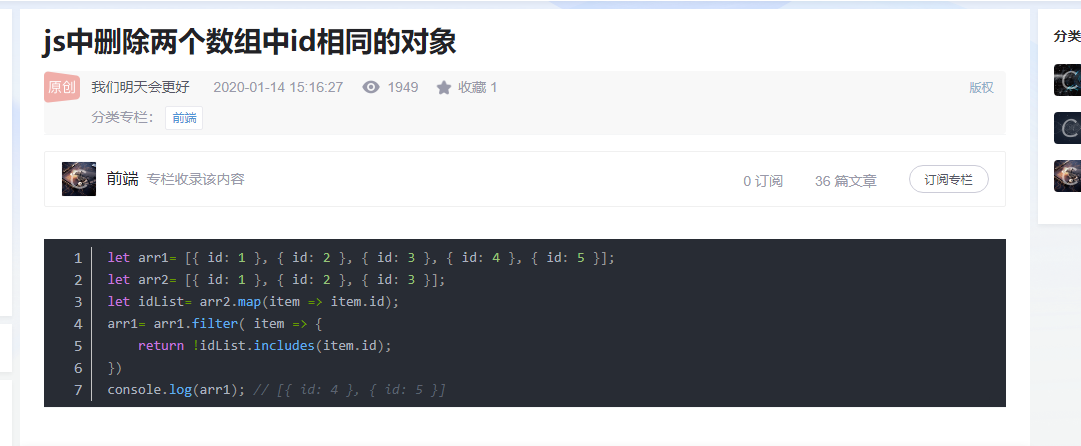 js中删除两个数组中id相同的对象
原创 我们明天会更好 2020-01-14 15:16:27 1949 收藏 1 版权
分类专栏： 前端
前端 专栏收录该内容 0 订阅 36 篇文章 订阅专栏
1 let arr1= [{ id: 1 }, { id: 2 }, { id: 3 }, { id: 4 }, { id: 5 }];
2 let arr2= [{ id: 1 }, { id: 2 }, { id: 3 }];
3 let idList= arr2.map(item => item.id);
4 arr1= arr1.filter( item => {
5     return !idList.includes(item.id);
6 })
7 console.log(arr1); // [{ id: 4 }, { id: 5 }]
分类